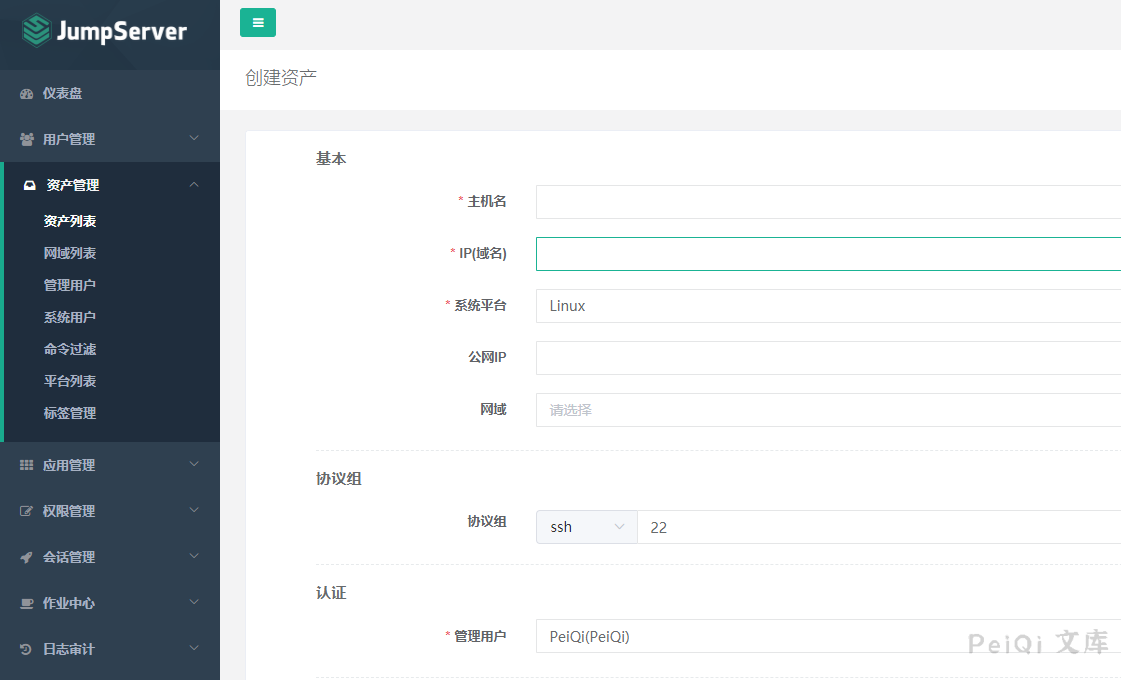 JumpServer
仪表盘
用户管理
资产管理
资产列表
网域列表
管理用户
系统用户
命令过滤
平台列表
标签管理
应用管理
权限管理
会话管理
作业中心
日志审计
创建资产
基本
* 主机名
* IP(域名)
* 系统平台 Linux
公网IP
网域 请选择
协议组
协议组 ssh 22
认证
* 管理用户 PeiQi(PeiQi)
PeiQi 文库